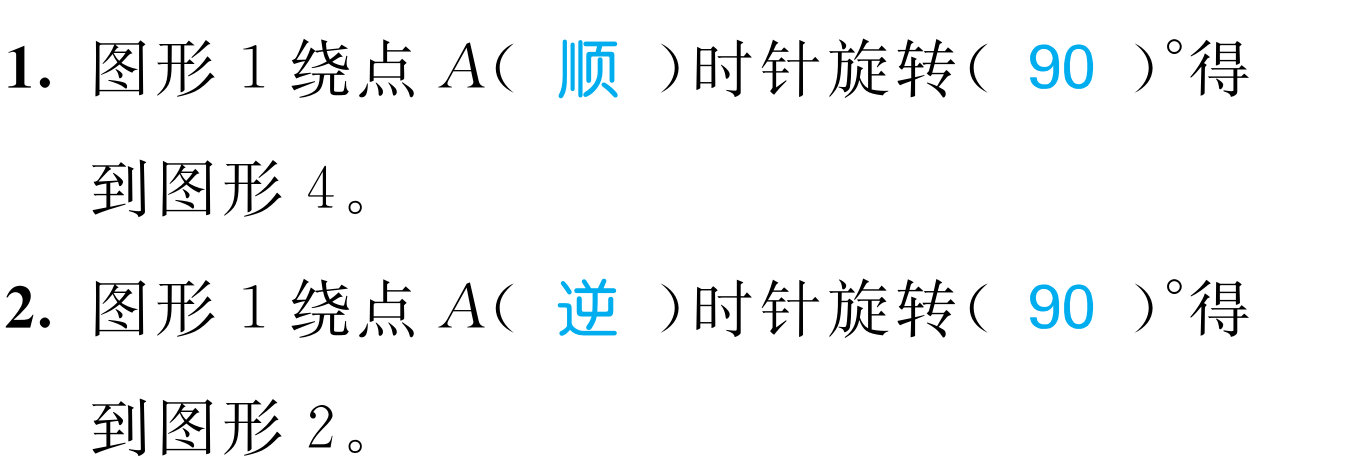 1. 图形 1 绕点 A( 顺 )时针旋转( 90 )°得
到图形 4。
2. 图形 1 绕点 A( 逆 )时针旋转( 90 )°得
到图形 2。